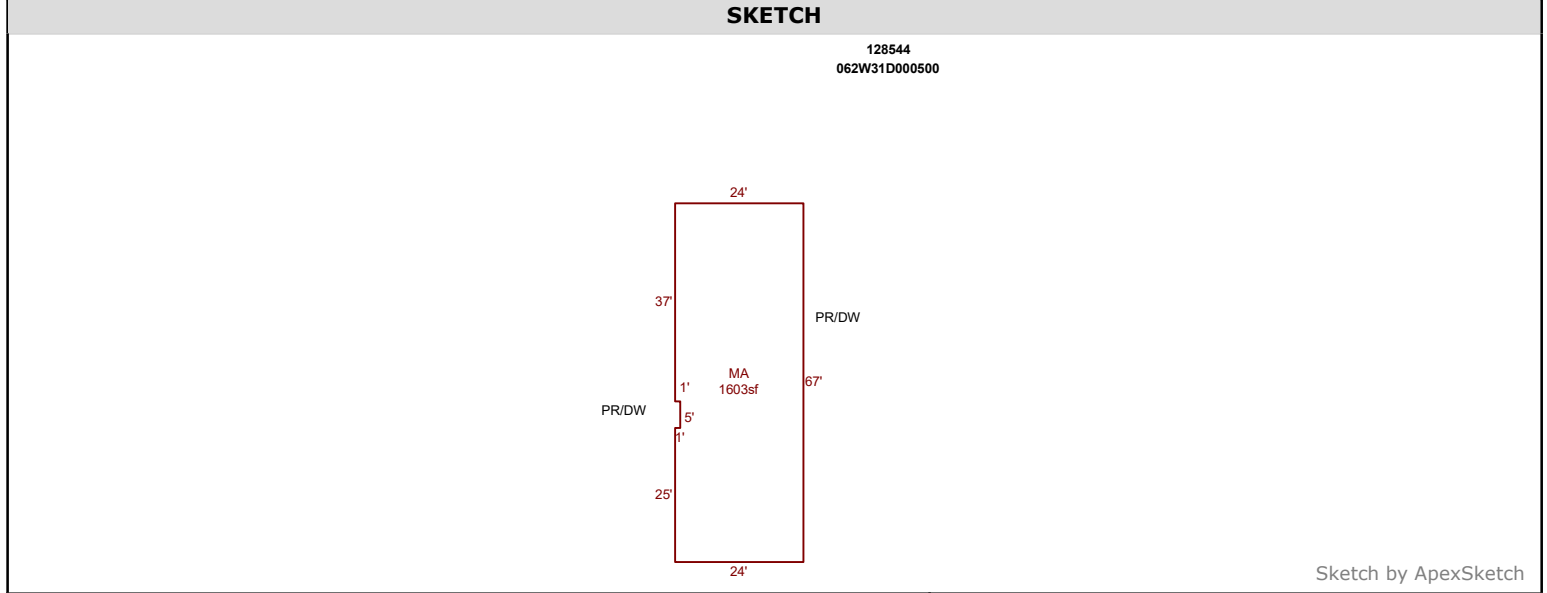 SKETCH
128544
062W31D000500
24'
37'
PR/DW
MA
1603sf
67'
1'
PR/DW
5'
1'
25'
24'
Sketch by ApexSketch